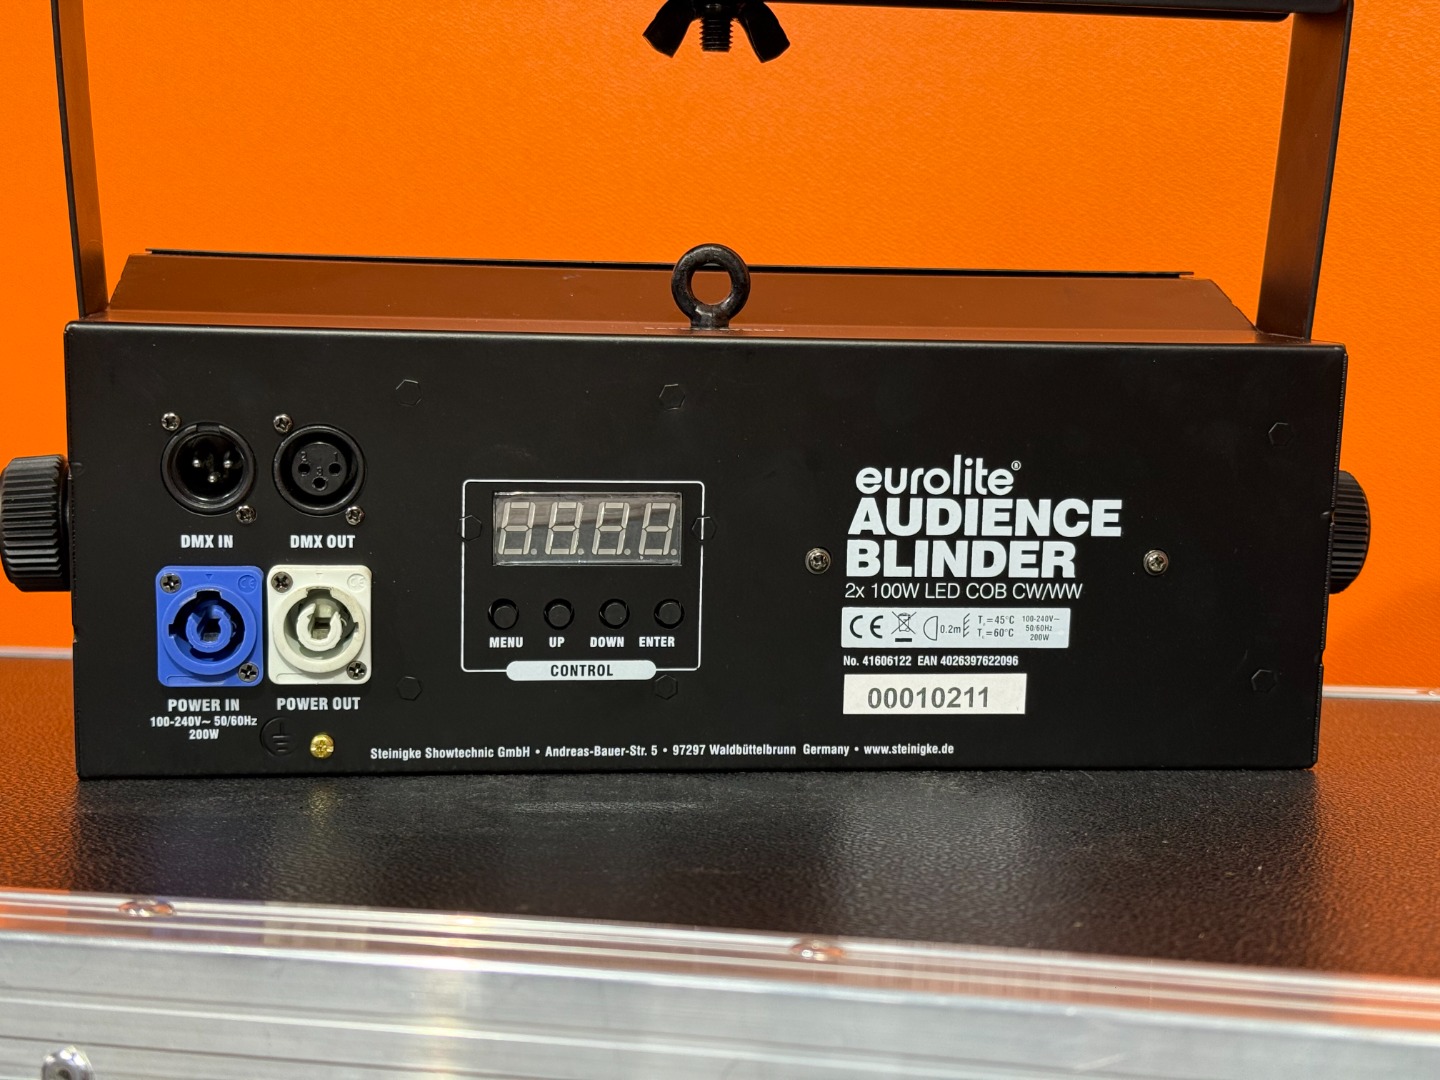 DMX IN
DMX OUT
POWER IN
100-240V~ 50/60Hz
200W
POWER OUT
MENU UP DOWN ENTER
CONTROL
eurolite®
AUDIENCE
BLINDER
2x 100W LED COB CW/WW
CE 0.2m Ta=45°C Tc=60°C 100-240V~ 50/60Hz 200W
No. 41606122 EAN 4026397622096
00010211
Steinigke Showtechnic GmbH • Andreas-Bauer-Str. 5 • 97297 Waldbüttelbrunn Germany • www.steinigke.de